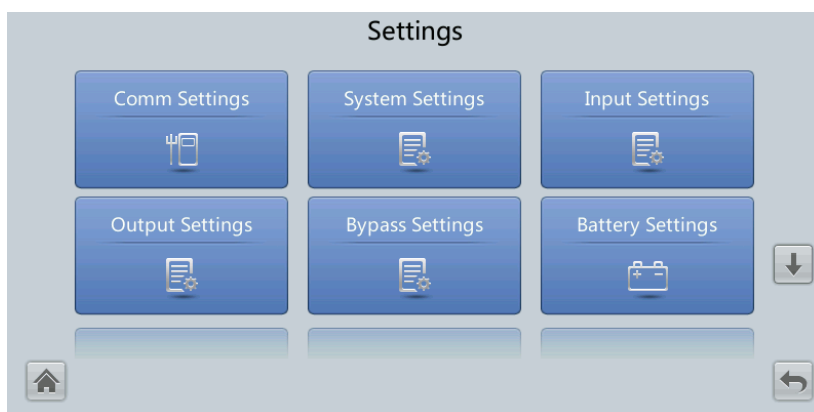 Settings
Comm Settings
System Settings
Input Settings
Output Settings
Bypass Settings
Battery Settings